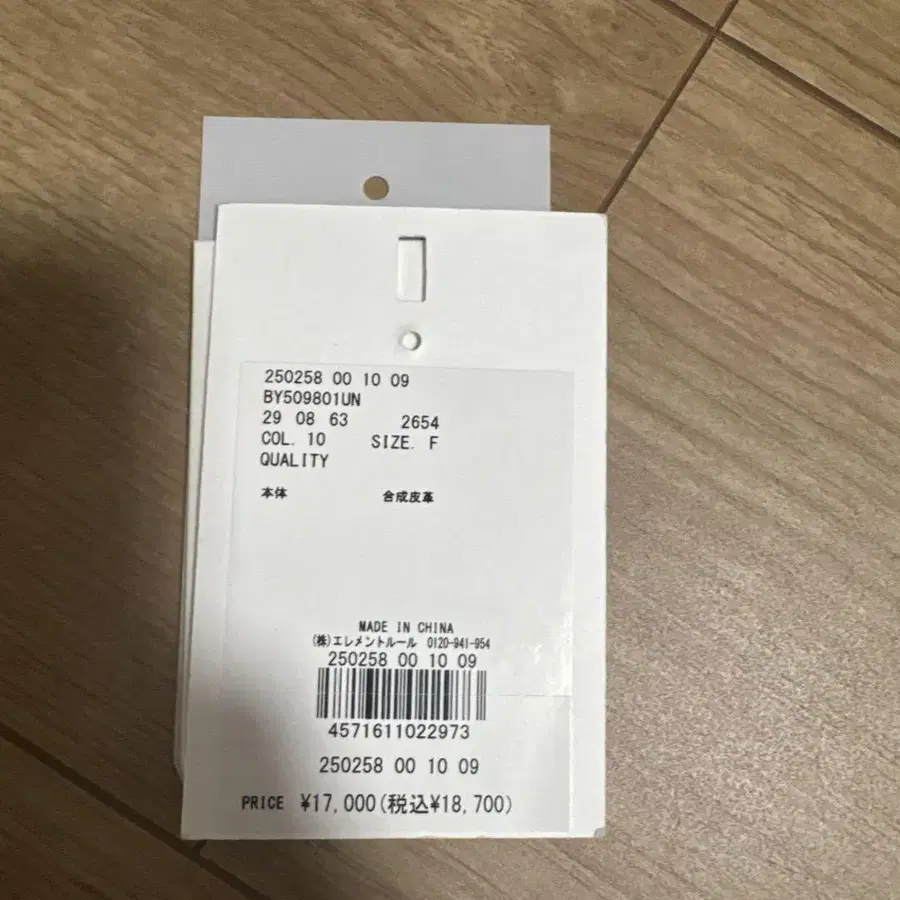 250258 00 10 09
BY509801UN
29 08 63 2654
COL. 10 SIZE. F
QUALITY
本体 合成皮革
MADE IN CHINA
(株)エレメントルール 0120-941-954
250258 00 10 09
4571611022973
250258 00 10 09
PRICE ¥17,000(税込¥18,700)